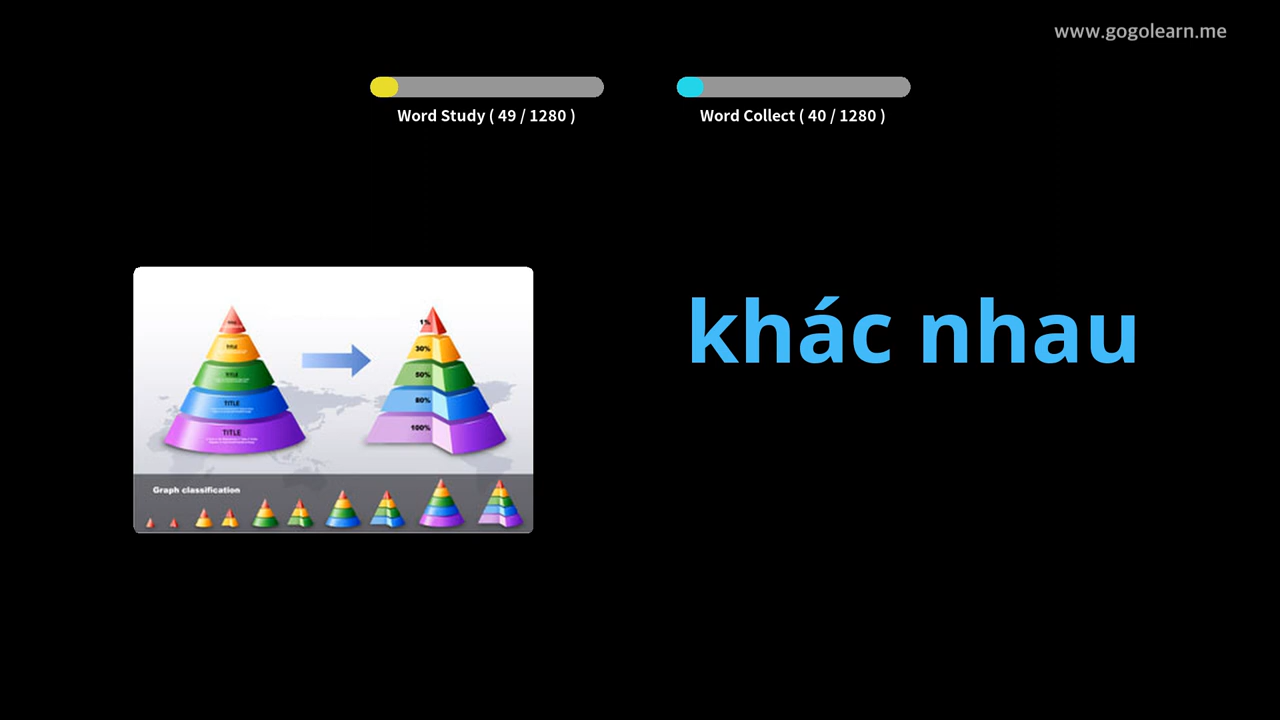 www.gogolearn.me
Word Study ( 49 / 1280 )
Word Collect ( 40 / 1280 )
khác nhau
TITLE
TITLE
TITLE
TITLE
1%
30%
50%
80%
100%
Graph classification